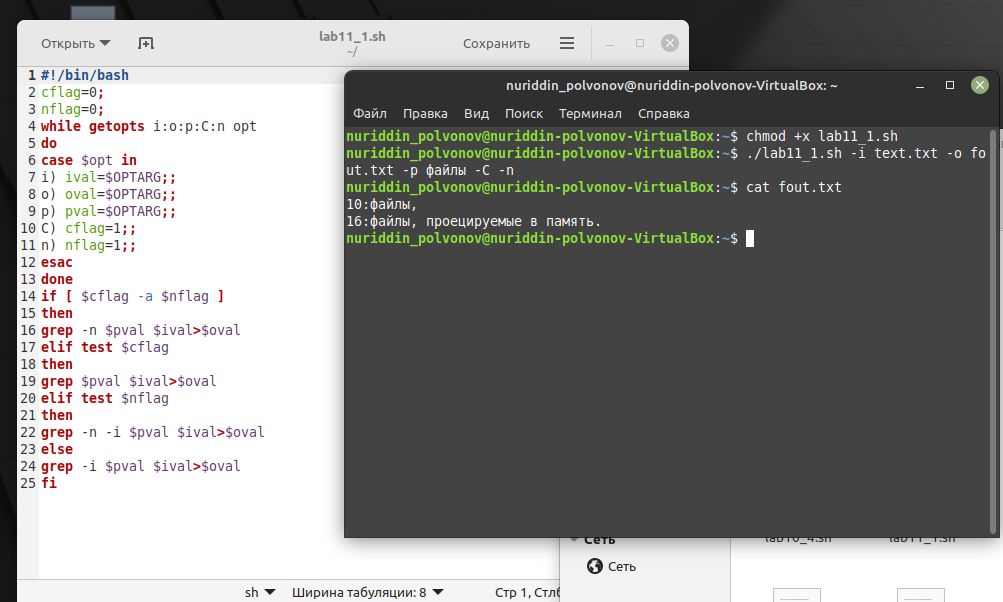 Открыть
lab11_1.sh
~/
Сохранить
1 #!/bin/bash
2 cflag=0;
3 nflag=0;
4 while getopts i:o:p:C:n opt
5 do
6 case $opt in
7 i) ival=$OPTARG;;
8 o) oval=$OPTARG;;
9 p) pval=$OPTARG;;
10 C) cflag=1;;
11 n) nflag=1;;
12 esac
13 done
14 if [ $cflag -a $nflag ]
15 then
16 grep -n $pval $ival>$oval
17 elif test $cflag
18 then
19 grep $pval $ival>$oval
20 elif test $nflag
21 then
22 grep -n -i $pval $ival>$oval
23 else
24 grep -i $pval $ival>$oval
25 fi
sh Ширина табуляции: 8 Стр 1, Стлб
nuriddin_polvonov@nuriddin-polvonov-VirtualBox: ~
Файл Правка Вид Поиск Терминал Справка
nuriddin_polvonov@nuriddin-polvonov-VirtualBox:~$ chmod +x lab11_1.sh
nuriddin_polvonov@nuriddin-polvonov-VirtualBox:~$ ./lab11_1.sh -i text.txt -o fo
ut.txt -p файлы -C -n
nuriddin_polvonov@nuriddin-polvonov-VirtualBox:~$ cat fout.txt
10:файлы,
16:файлы, проецируемые в память.
nuriddin_polvonov@nuriddin-polvonov-VirtualBox:~$
Сеть
Сеть
lab10_4.sh lab11_1.sh